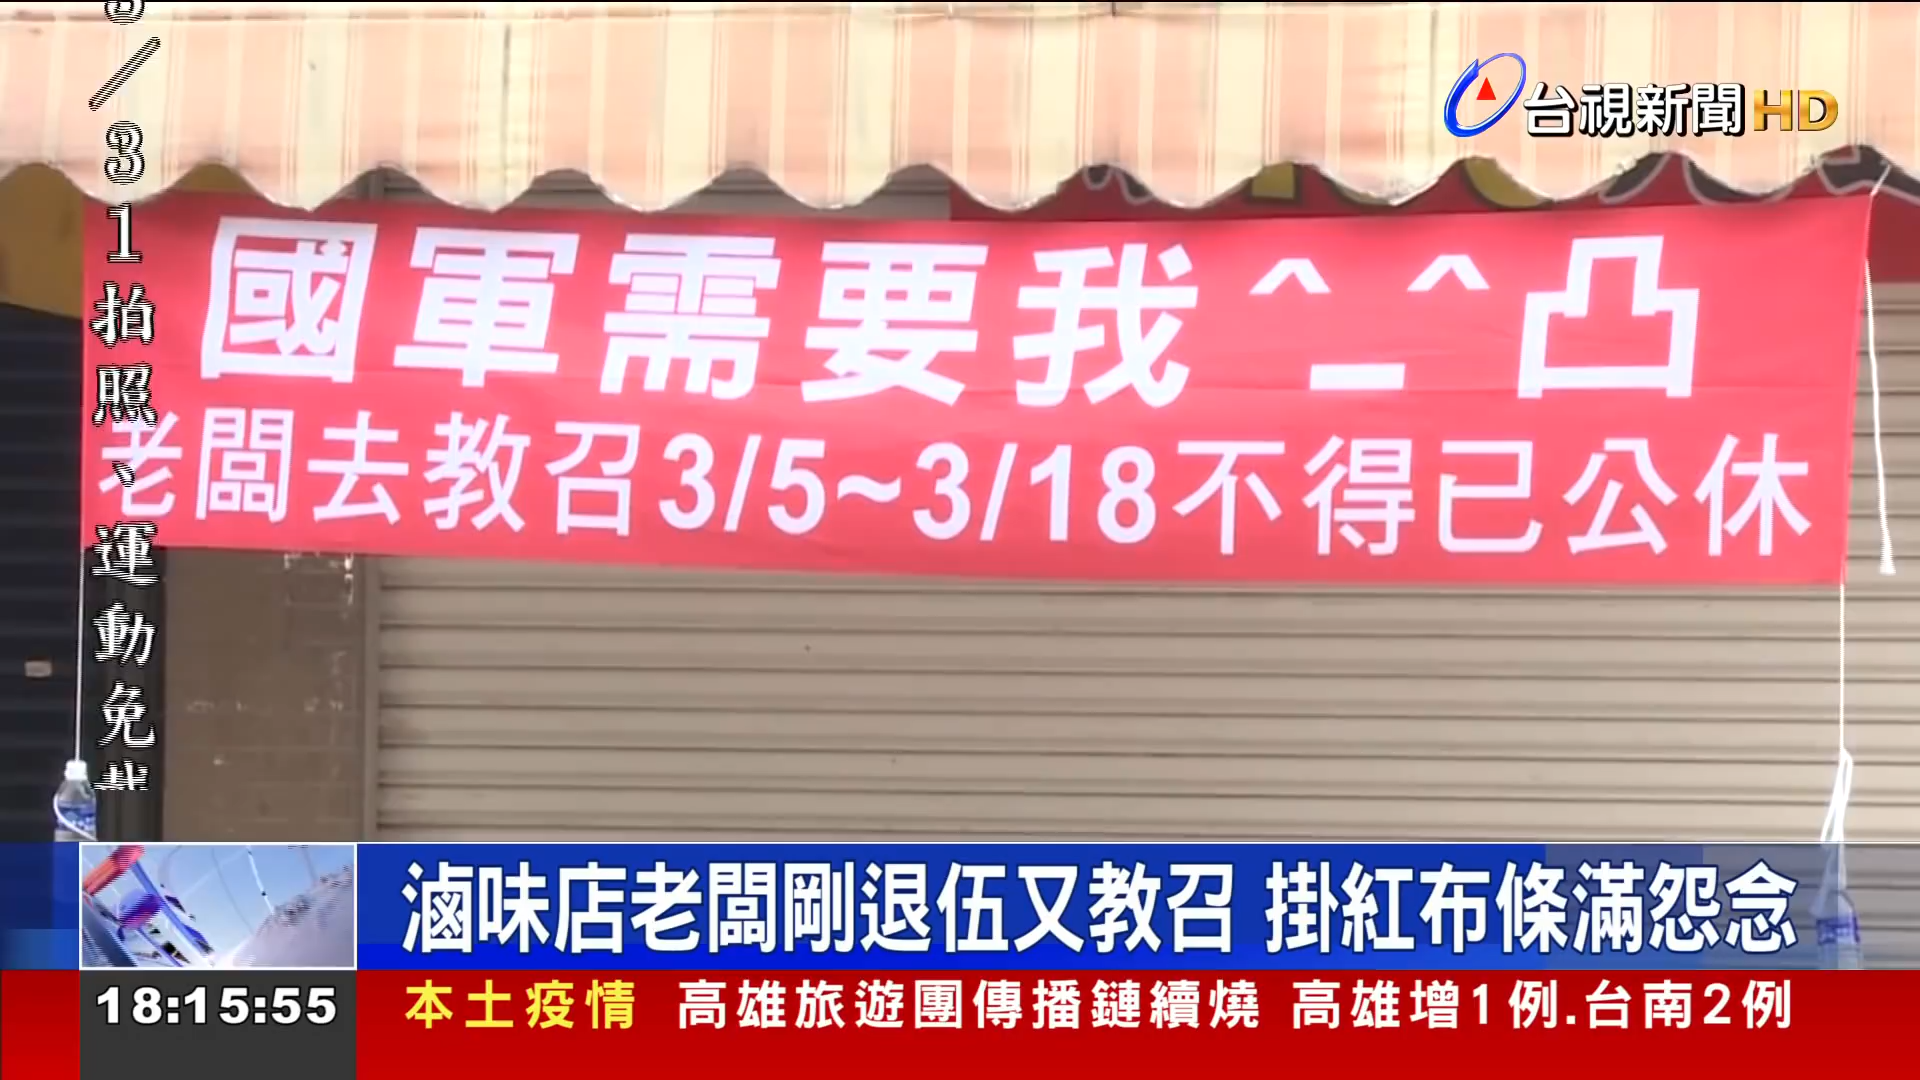 台視新聞HD
3/31拍照、運動免裁
國軍需要我^_^凸
老闆去教召3/5~3/18不得已公休
滷味店老闆剛退伍又教召 掛紅布條滿怨念
18:15:55
本土疫情 高雄旅遊團傳播鏈續燒 高雄增1例.台南2例